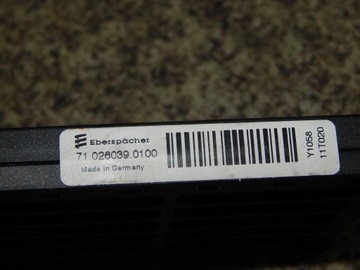 Eberspächer
71.026039.0100
Made in Germany
Y1058
11T020